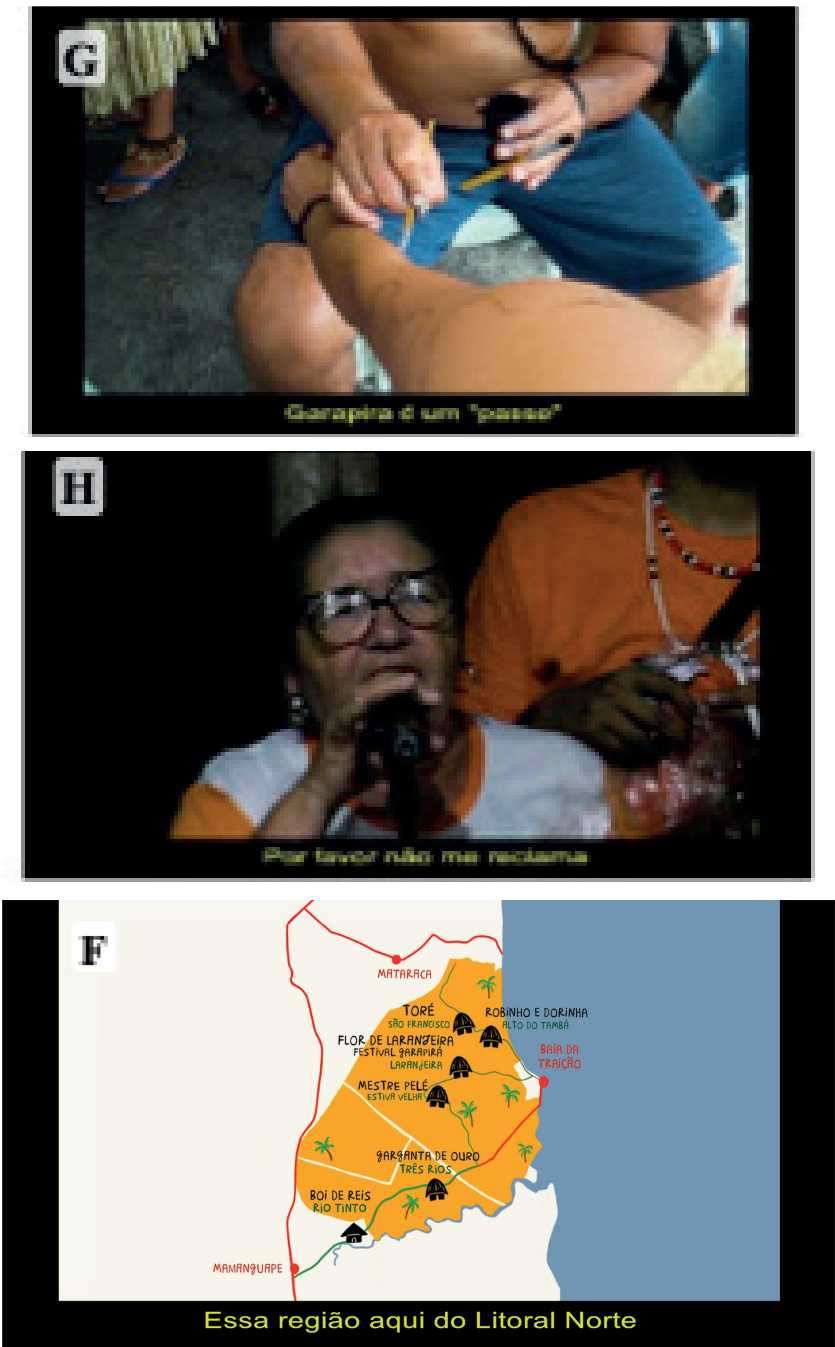 G
Garapira é um "passo"
H
Por favor não me reclama
F
MATARACA
TORÉ
SÃO FRANCISCO
ROBINHO E DORINHA
ALTO DO TAMBÁ
FLOR DE LARANJEIRA
FESTIVAL GARAPIRÁ
LARANJEIRA
BAÍA DA
TRAIÇÃO
MESTRE PELÉ
ESTIVA VELHA
GARGANTA DE OURO
TRÊS RIOS
BOI DE REIS
RIO TINTO
MAMANGUAPE
Essa região aqui do Litoral Norte